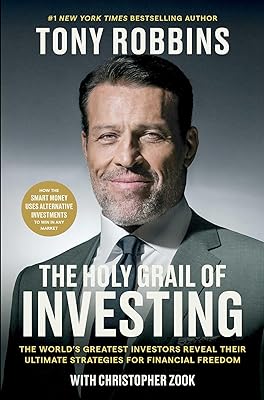 #1 NEW YORK TIMES BESTSELLING AUTHOR
TONY ROBBINS
HOW THE
SMART MONEY
USES ALTERNATIVE
INVESTMENTS
TO WIN IN ANY
MARKET
THE HOLY GRAIL OF
INVESTING
THE WORLD'S GREATEST INVESTORS REVEAL THEIR
ULTIMATE STRATEGIES FOR FINANCIAL FREEDOM
WITH CHRISTOPHER ZOOK